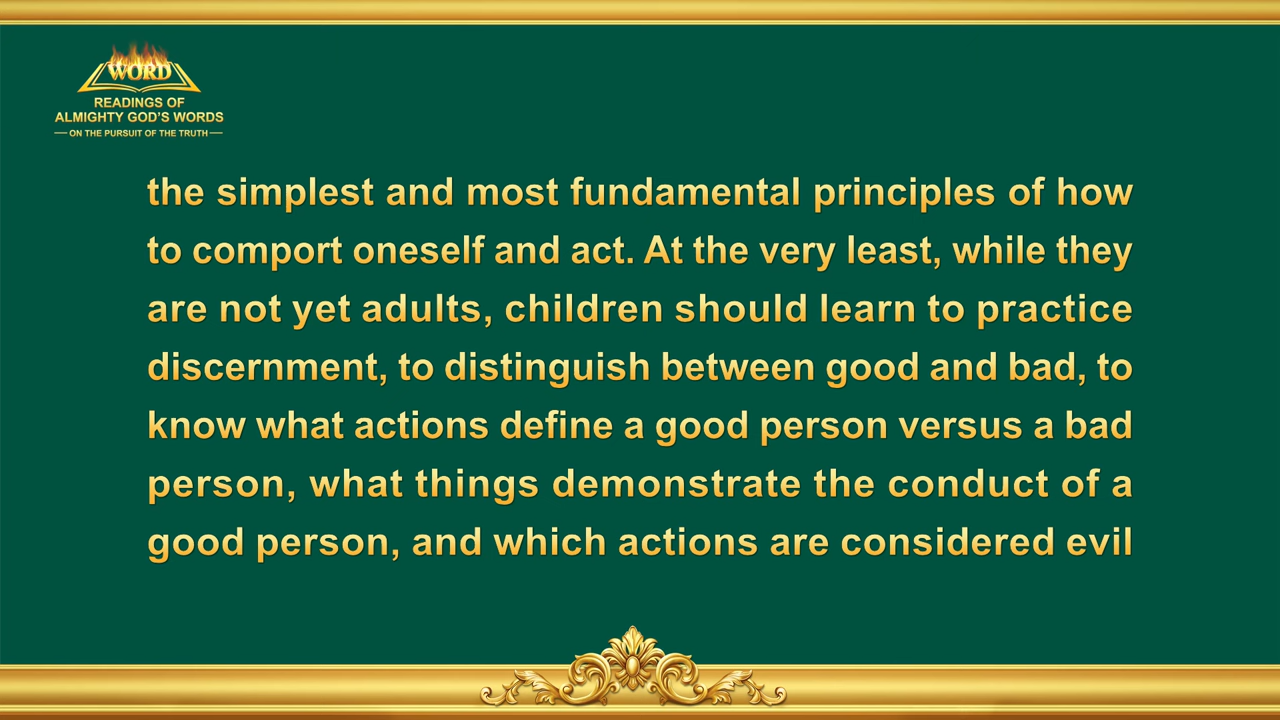 WORD
READINGS OF
ALMIGHTY GOD'S WORDS
ON THE PURSUIT OF THE TRUTH
the simplest and most fundamental principles of how
to comport oneself and act. At the very least, while they
are not yet adults, children should learn to practice
discernment, to distinguish between good and bad, to
know what actions define a good person versus a bad
person, what things demonstrate the conduct of a
good person, and which actions are considered evil